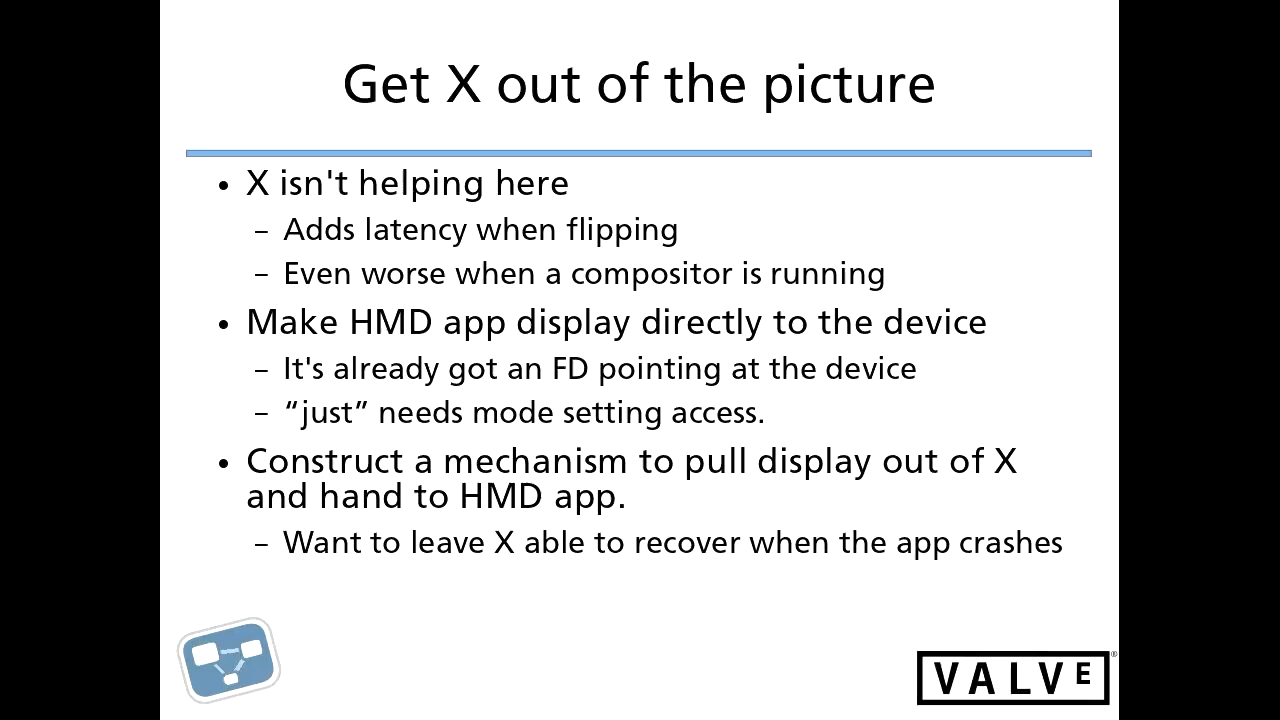 Get X out of the picture
• X isn't helping here
– Adds latency when flipping
– Even worse when a compositor is running
• Make HMD app display directly to the device
– It's already got an FD pointing at the device
– “just” needs mode setting access.
• Construct a mechanism to pull display out of X
and hand to HMD app.
– Want to leave X able to recover when the app crashes
VALVE®